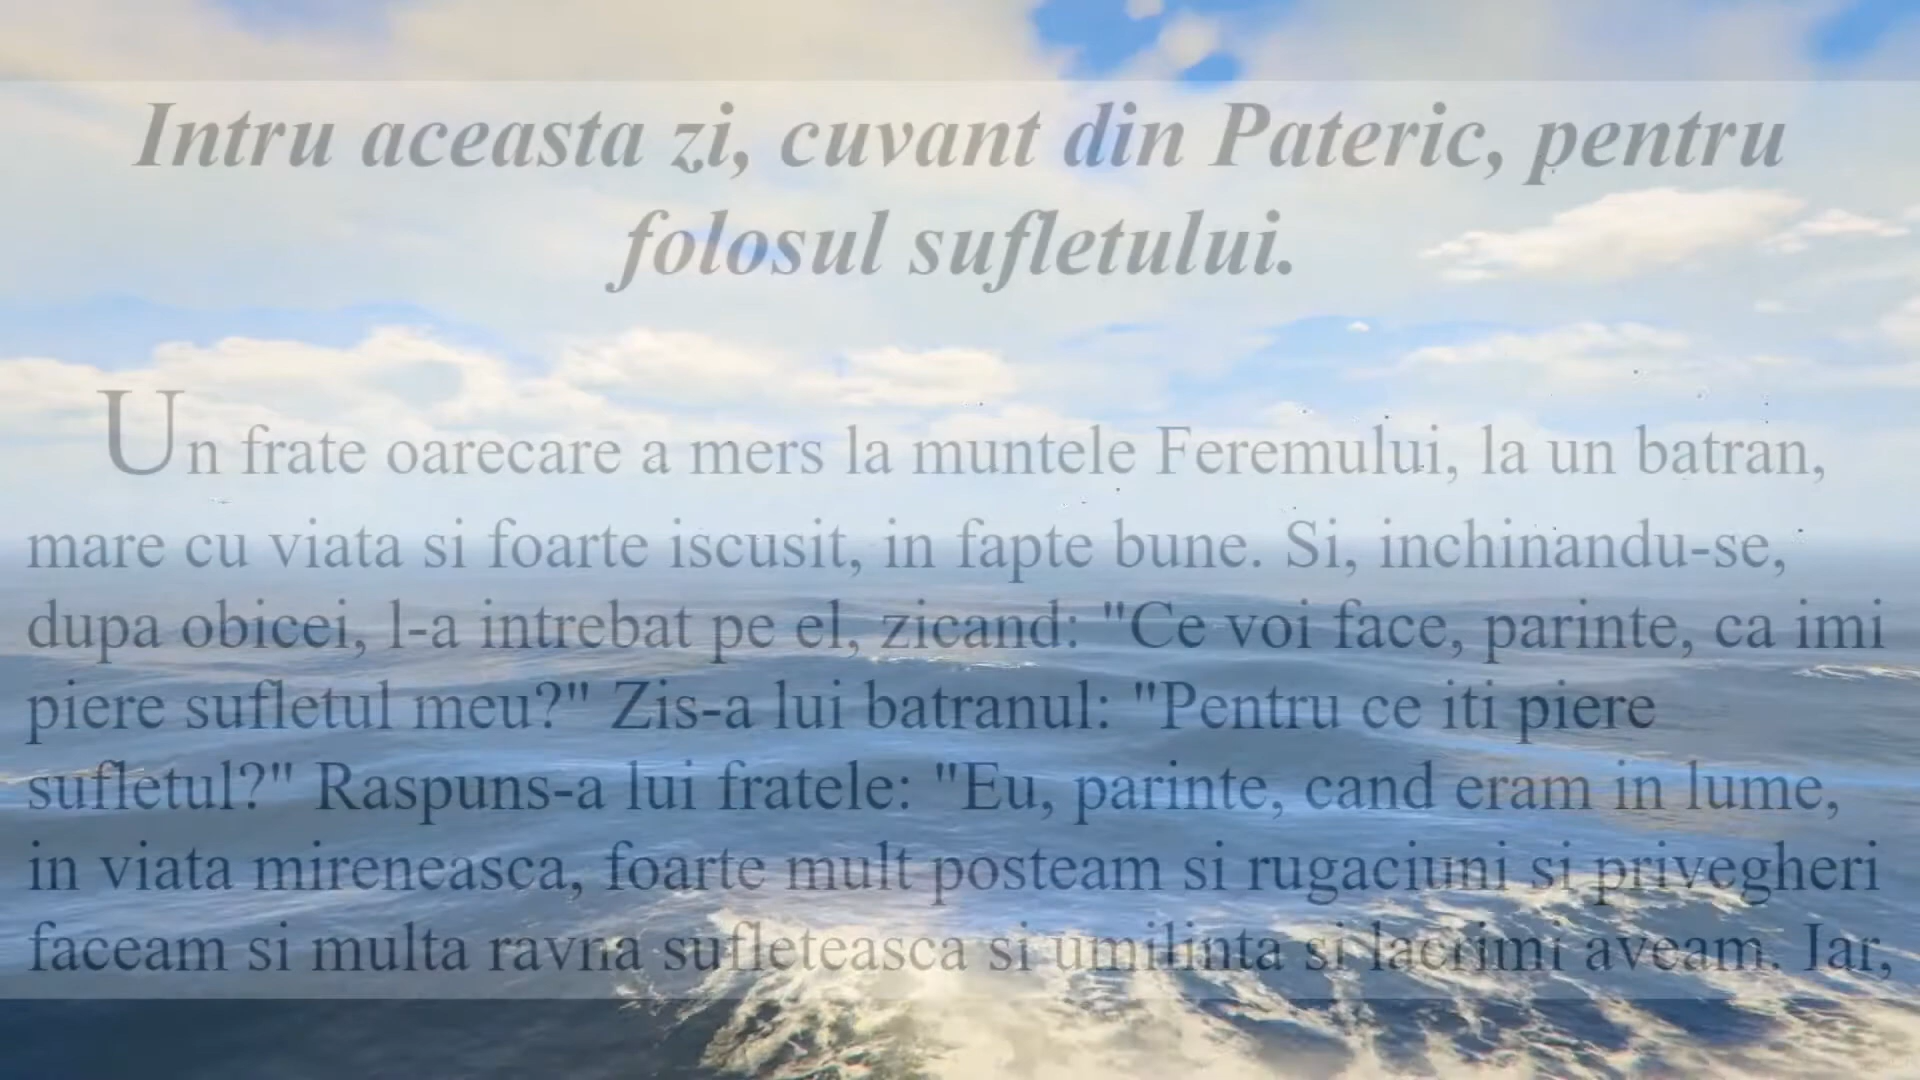 Intru aceasta zi, cuvant din Pateric, pentru
folosul sufletului.
Un frate oarecare a mers la muntele Feremului, la un batran,
mare cu viata si foarte iscusit, in fapte bune. Si, inchinandu-se,
dupa obicei, l-a intrebat pe el, zicand: "Ce voi face, parinte, ca imi
piere sufletul meu?" Zis-a lui batranul: "Pentru ce iti piere
sufletul?" Raspuns-a lui fratele: "Eu, parinte, cand eram in lume,
in viata mireneasca, foarte mult posteam si rugaciuni si privegheri
faceam si multa ravna sufleteasca si umilinta si lacrimi aveam. Iar,